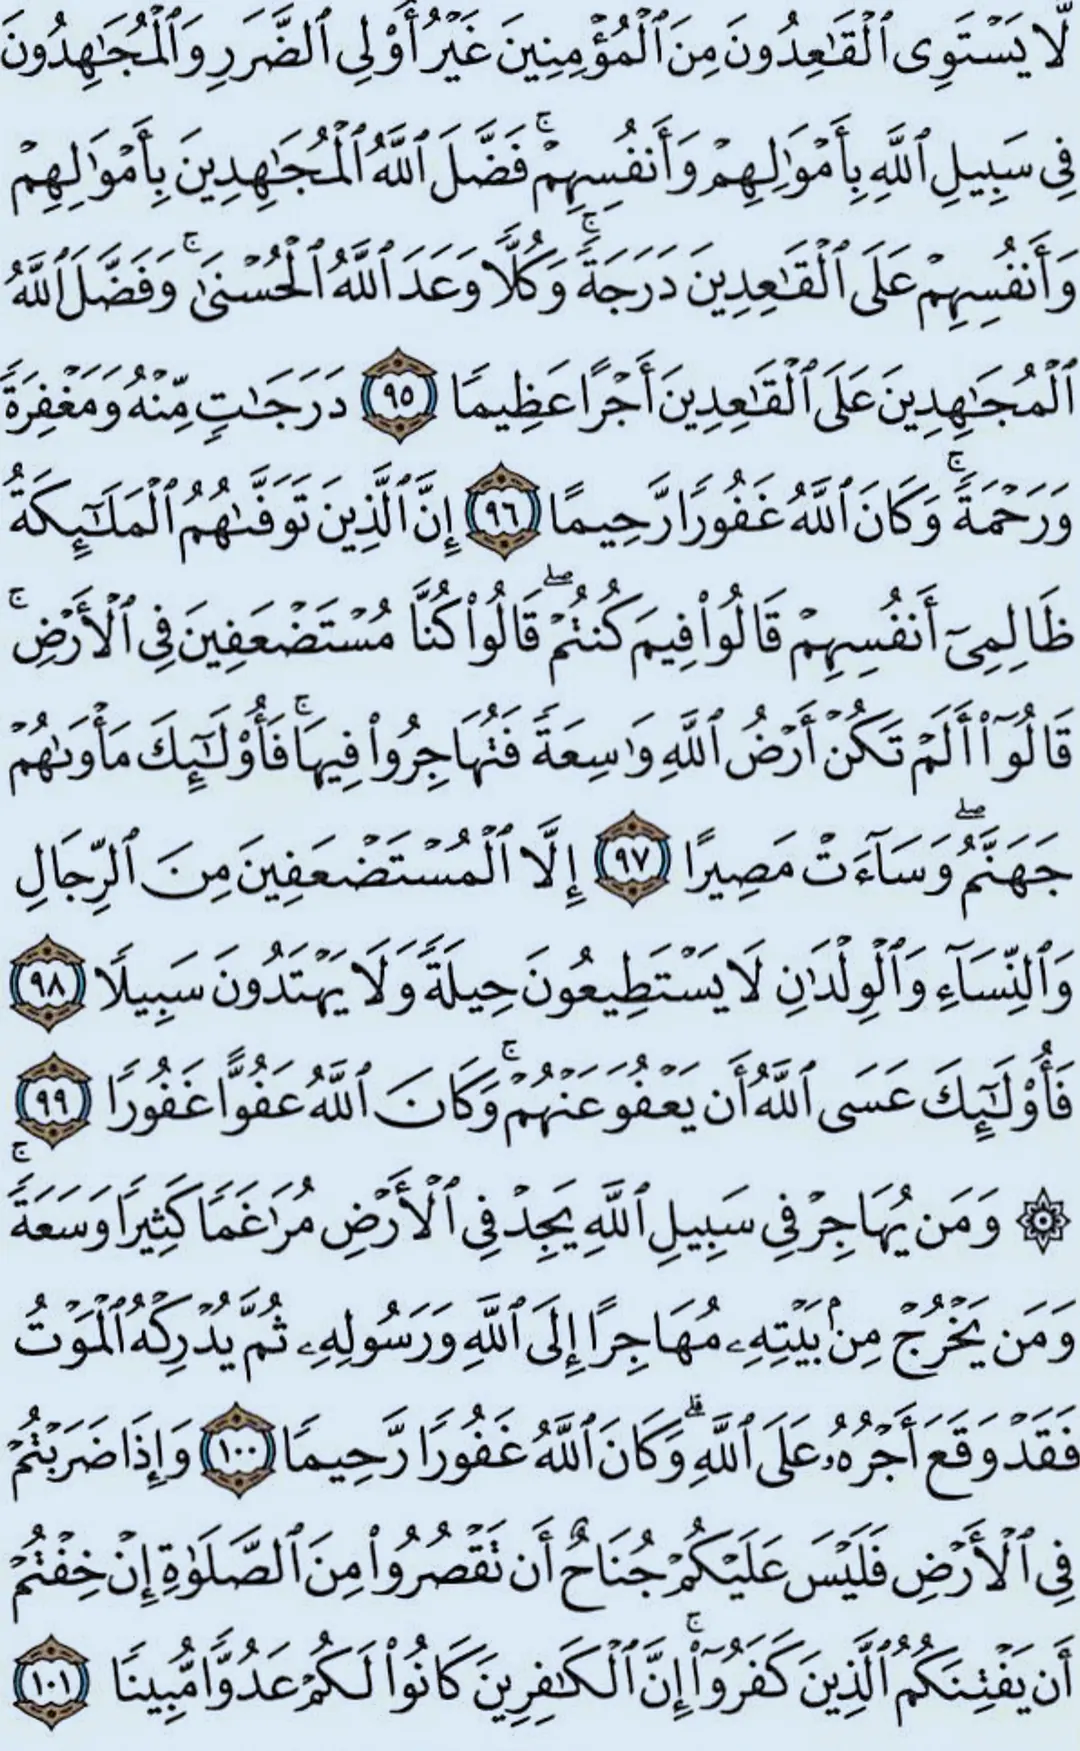 لَّا يَسْتَوِى ٱلْقَٰعِدُونَ مِنَ ٱلْمُؤْمِنِينَ غَيْرُ أُو۟لِى ٱلضَّرَرِ وَٱلْمُجَٰهِدُونَ
فِى سَبِيلِ ٱللَّهِ بِأَمْوَٰلِهِمْ وَأَنفُسِهِمْ ۚ فَضَّلَ ٱللَّهُ ٱلْمُجَٰهِدِينَ بِأَمْوَٰلِهِمْ
وَأَنفُسِهِمْ عَلَى ٱلْقَٰعِدِينَ دَرَجَةً ۚ وَكُلًّا وَعَدَ ٱللَّهُ ٱلْحُسْنَىٰ ۚ وَفَضَّلَ ٱللَّهُ
ٱلْمُجَٰهِدِينَ عَلَى ٱلْقَٰعِدِينَ أَجْرًا عَظِيمًا ٩٥ دَرَجَٰتٍ مِّنْهُ وَمَغْفِرَةً
وَرَحْمَةً ۚ وَكَانَ ٱللَّهُ غَفُورًا رَّحِيمًا ٩٦ إِنَّ ٱلَّذِينَ تَوَفَّىٰهُمُ ٱلْمَلَٰٓئِكَةُ
ظَالِمِىٓ أَنفُسِهِمْ قَالُوا۟ فِيمَ كُنتُمْ ۖ قَالُوا۟ كُنَّا مُسْتَضْعَفِينَ فِى ٱلْأَرْضِ ۚ
قَالُوٓا۟ أَلَمْ تَكُنْ أَرْضُ ٱللَّهِ وَٰسِعَةً فَتُهَاجِرُوا۟ فِيهَا ۚ فَأُو۟لَٰٓئِكَ مَأْوَىٰهُمْ
جَهَنَّمُ ۖ وَسَآءَتْ مَصِيرًا ٩٧ إِلَّا ٱلْمُسْتَضْعَفِينَ مِنَ ٱلرِّجَالِ
وَٱلنِّسَآءِ وَٱلْوِلْدَٰنِ لَا يَسْتَطِيعُونَ حِيلَةً وَلَا يَهْتَدُونَ سَبِيلًا ٩٨
فَأُو۟لَٰٓئِكَ عَسَى ٱللَّهُ أَن يَعْفُوَ عَنْهُمْ ۚ وَكَانَ ٱللَّهُ عَفُوًّا غَفُورًا ٩٩
۞ وَمَن يُهَاجِرْ فِى سَبِيلِ ٱللَّهِ يَجِدْ فِى ٱلْأَرْضِ مُرَٰغَمًا كَثِيرًا وَسَعَةً ۚ
وَمَن يَخْرُجْ مِنۢ بَيْتِهِۦ مُهَاجِرًا إِلَى ٱللَّهِ وَرَسُولِهِۦ ثُمَّ يُدْرِكْهُ ٱلْمَوْتُ
فَقَدْ وَقَعَ أَجْرُهُۥ عَلَى ٱللَّهِ ۗ وَكَانَ ٱللَّهُ غَفُورًا رَّحِيمًا ١٠٠ وَإِذَا ضَرَبْتُمْ
فِى ٱلْأَرْضِ فَلَيْسَ عَلَيْكُمْ جُنَاحٌ أَن تَقْصُرُوا۟ مِنَ ٱلصَّلَوٰةِ إِنْ خِفْتُمْ
أَن يَفْتِنَكُمُ ٱلَّذِينَ كَفَرُوٓا۟ ۚ إِنَّ ٱلْكَٰفِرِينَ كَانُوا۟ لَكُمْ عَدُوًّا مُّبِينًا ١٠١